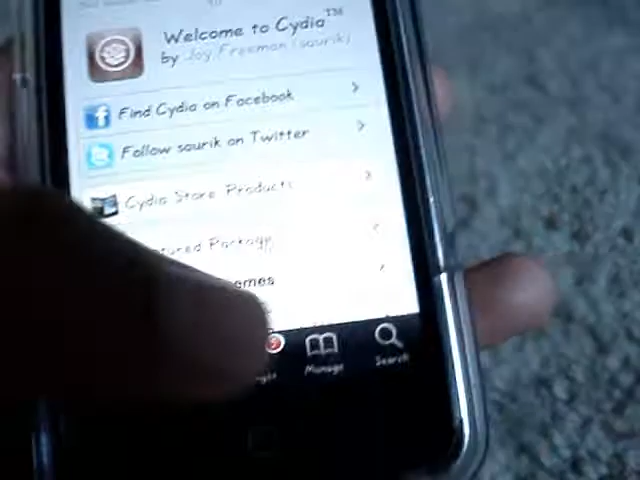 Welcome to Cydia™
by Jay Freeman (saurik)
Find Cydia on Facebook
Follow saurik on Twitter
Cydia Store Products
Manage
Search